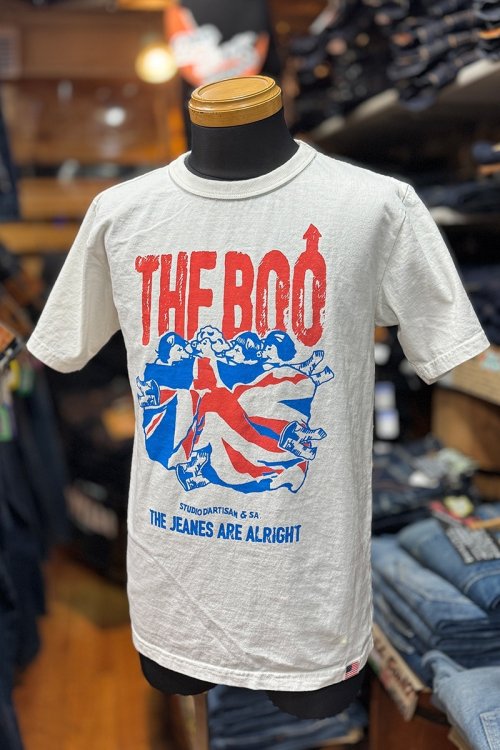 THE BOO
STUDIO D'ARTISAN & SA
THE JEANES ARE ALRIGHT